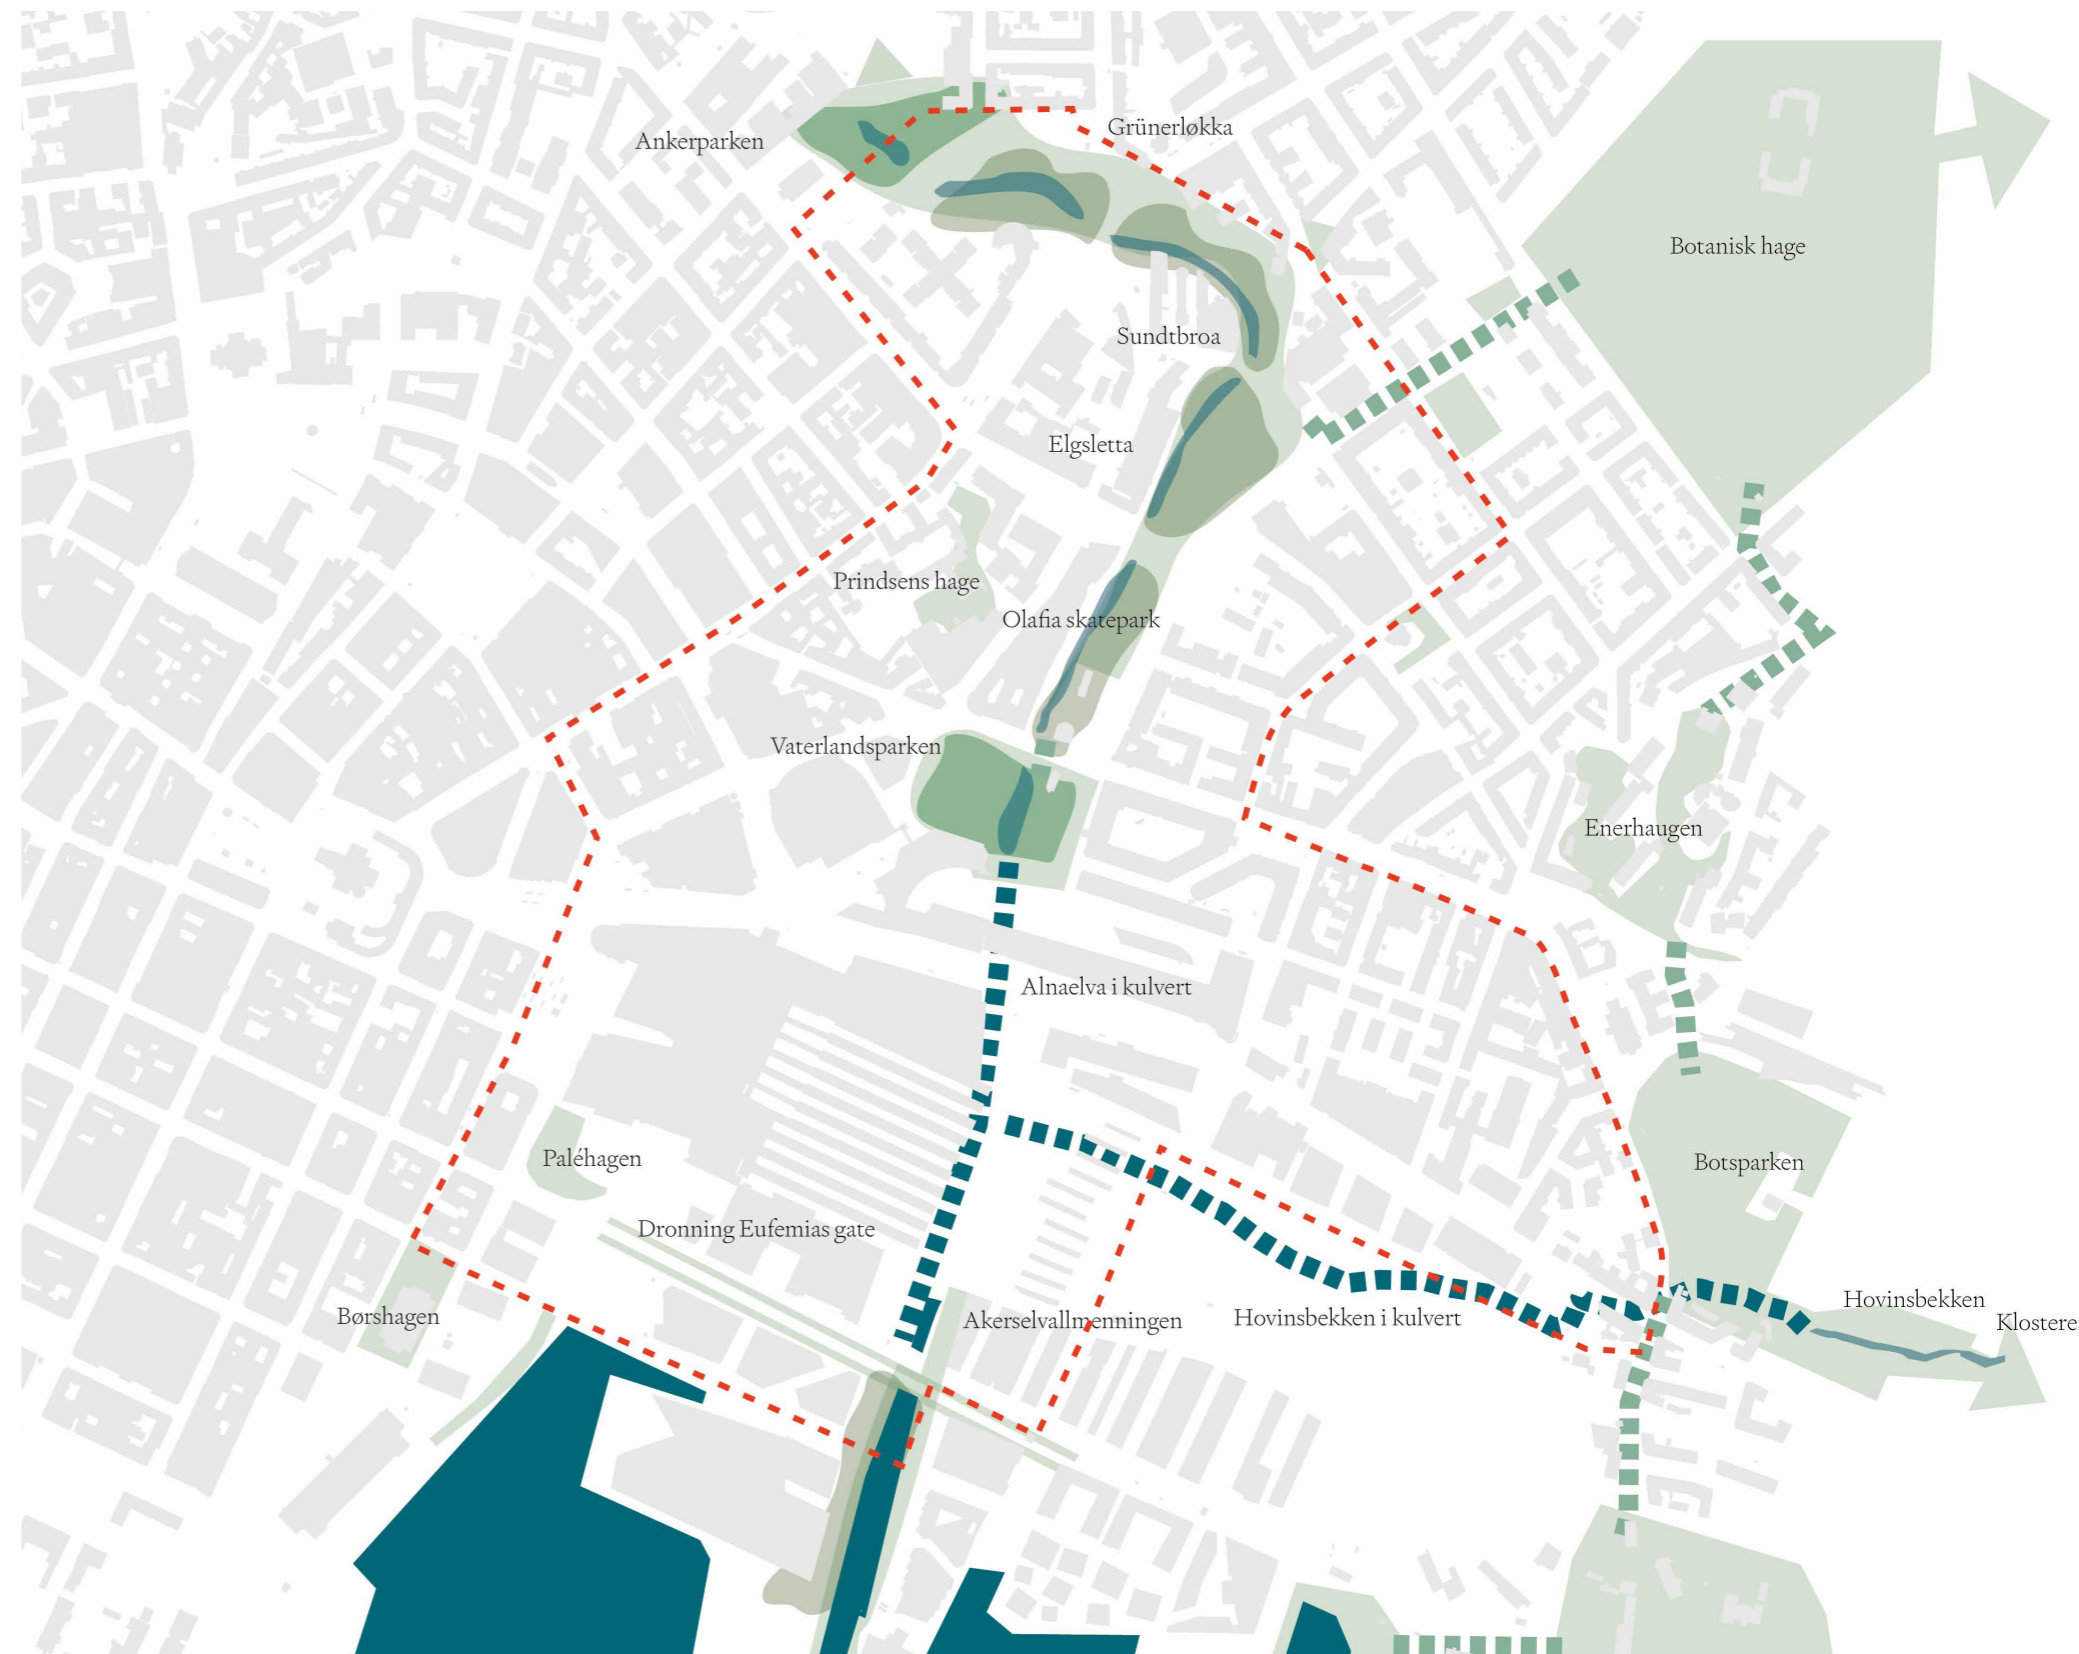 Grünerløkka
Ankerparken
Botanisk hage
Sundtbroa
Elgsletta
Prindsens hage
Olafia skatepark
Vaterlandsparken
Enerhaugen
Alnaelva i kulvert
Paléhagen
Botsparken
Dronning Eufemias gate
Hovinsbekken
Børshagen
Akerselvallmenningen
Hovinsbekken i kulvert
Klostere